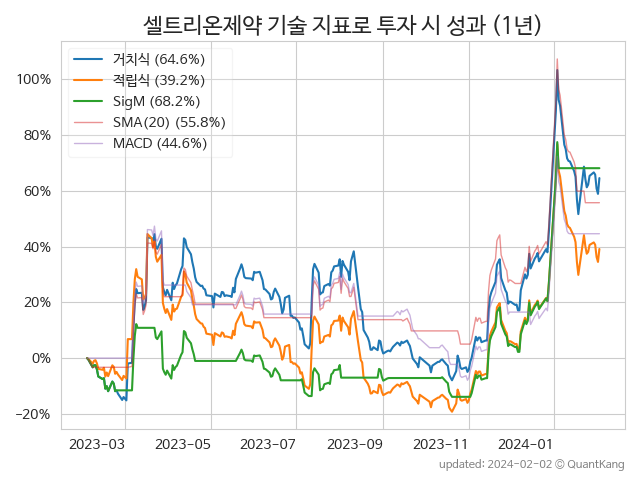 셀트리온제약 기술 지표로 투자 시 성과 (1년)
거치식 (64.6%)
적립식 (39.2%)
SigM (68.2%)
SMA(20) (55.8%)
MACD (44.6%)
100%
80%
60%
40%
20%
0%
−20%
2023-03 2023-05 2023-07 2023-09 2023-11 2024-01
updated: 2024-02-02 © QuantKang